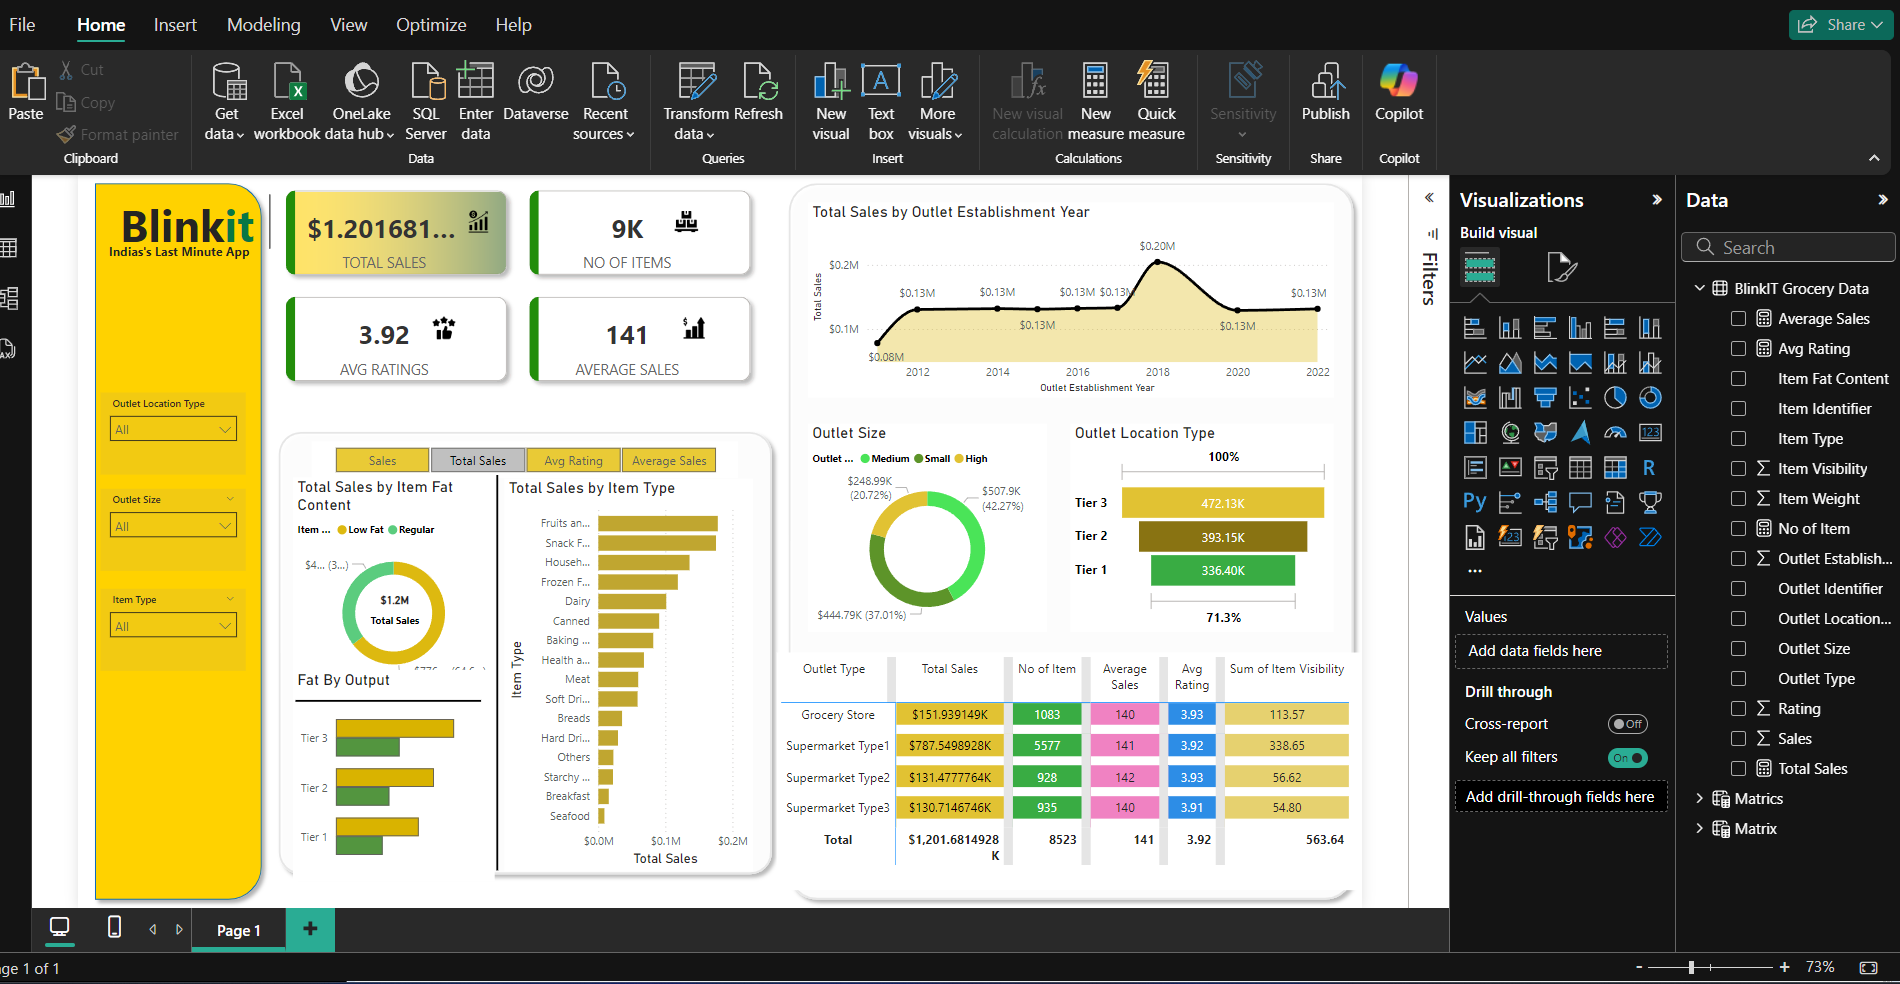 File Home Insert Modeling View Optimize Help
Share
Paste
Cut
Copy
Format painter
Clipboard
Get data
Excel workbook
OneLake data hub
SQL Server
Enter data
Dataverse
Recent sources
Data
Transform data
Refresh
Queries
New visual
Text box
More visuals
Insert
New visual calculation
New measure
Quick measure
Calculations
Sensitivity
Sensitivity
Publish
Share
Copilot
Copilot
Blinkit
Indias's Last Minute App
Outlet Location Type
All
Outlet Size
All
Item Type
All
$1.201681...
TOTAL SALES
9K
NO OF ITEMS
3.92
AVG RATINGS
141
AVERAGE SALES
Sales Total Sales Avg Rating Average Sales
Total Sales by Item Fat
Content
Item ... Low Fat Regular
$4... (3...)
$1.2M
Total Sales
Fat By Output
Tier 3
Tier 2
Tier 1
Total Sales by Item Type
Item Type
Fruits an...
Snack F...
Househ...
Frozen F...
Dairy
Canned
Baking ...
Health a...
Meat
Soft Dri...
Breads
Hard Dri...
Others
Starchy ...
Breakfast
Seafood
$0.0M $0.1M $0.2M
Total Sales
Total Sales by Outlet Establishment Year
Total Sales
$0.2M
$0.1M
$0.08M
$0.13M
$0.13M
$0.13M
$0.13M
$0.13M
$0.20M
$0.13M
$0.13M
2012 2014 2016 2018 2020 2022
Outlet Establishment Year
Outlet Size
Outlet ... Medium Small High
$248.99K
(20.72%)
$507.9K
(42.27%)
$444.79K (37.01%)
Outlet Location Type
100%
Tier 3 472.13K
Tier 2 393.15K
Tier 1 336.40K
71.3%
Outlet Type Total Sales No of Item Average Sales Avg Rating Sum of Item Visibility
Grocery Store $151.939149K 1083 140 3.93 113.57
Supermarket Type1 $787.5498928K 5577 141 3.92 338.65
Supermarket Type2 $131.4777764K 928 142 3.93 56.62
Supermarket Type3 $130.7146746K 935 140 3.91 54.80
Total $1,201.6814928K 8523 141 3.92 563.64
Filters
Visualizations
Build visual
123
R
Py
123
...
Values
Add data fields here
Drill through
Cross-report Off
Keep all filters On
Add drill-through fields here
Data
Search
BlinkIT Grocery Data
Average Sales
Avg Rating
Item Fat Content
Item Identifier
Item Type
Item Visibility
Item Weight
No of Item
Outlet Establish...
Outlet Identifier
Outlet Location...
Outlet Size
Outlet Type
Rating
Sales
Total Sales
Matrics
Matrix
Page 1
+
ge 1 of 1
- + 73%